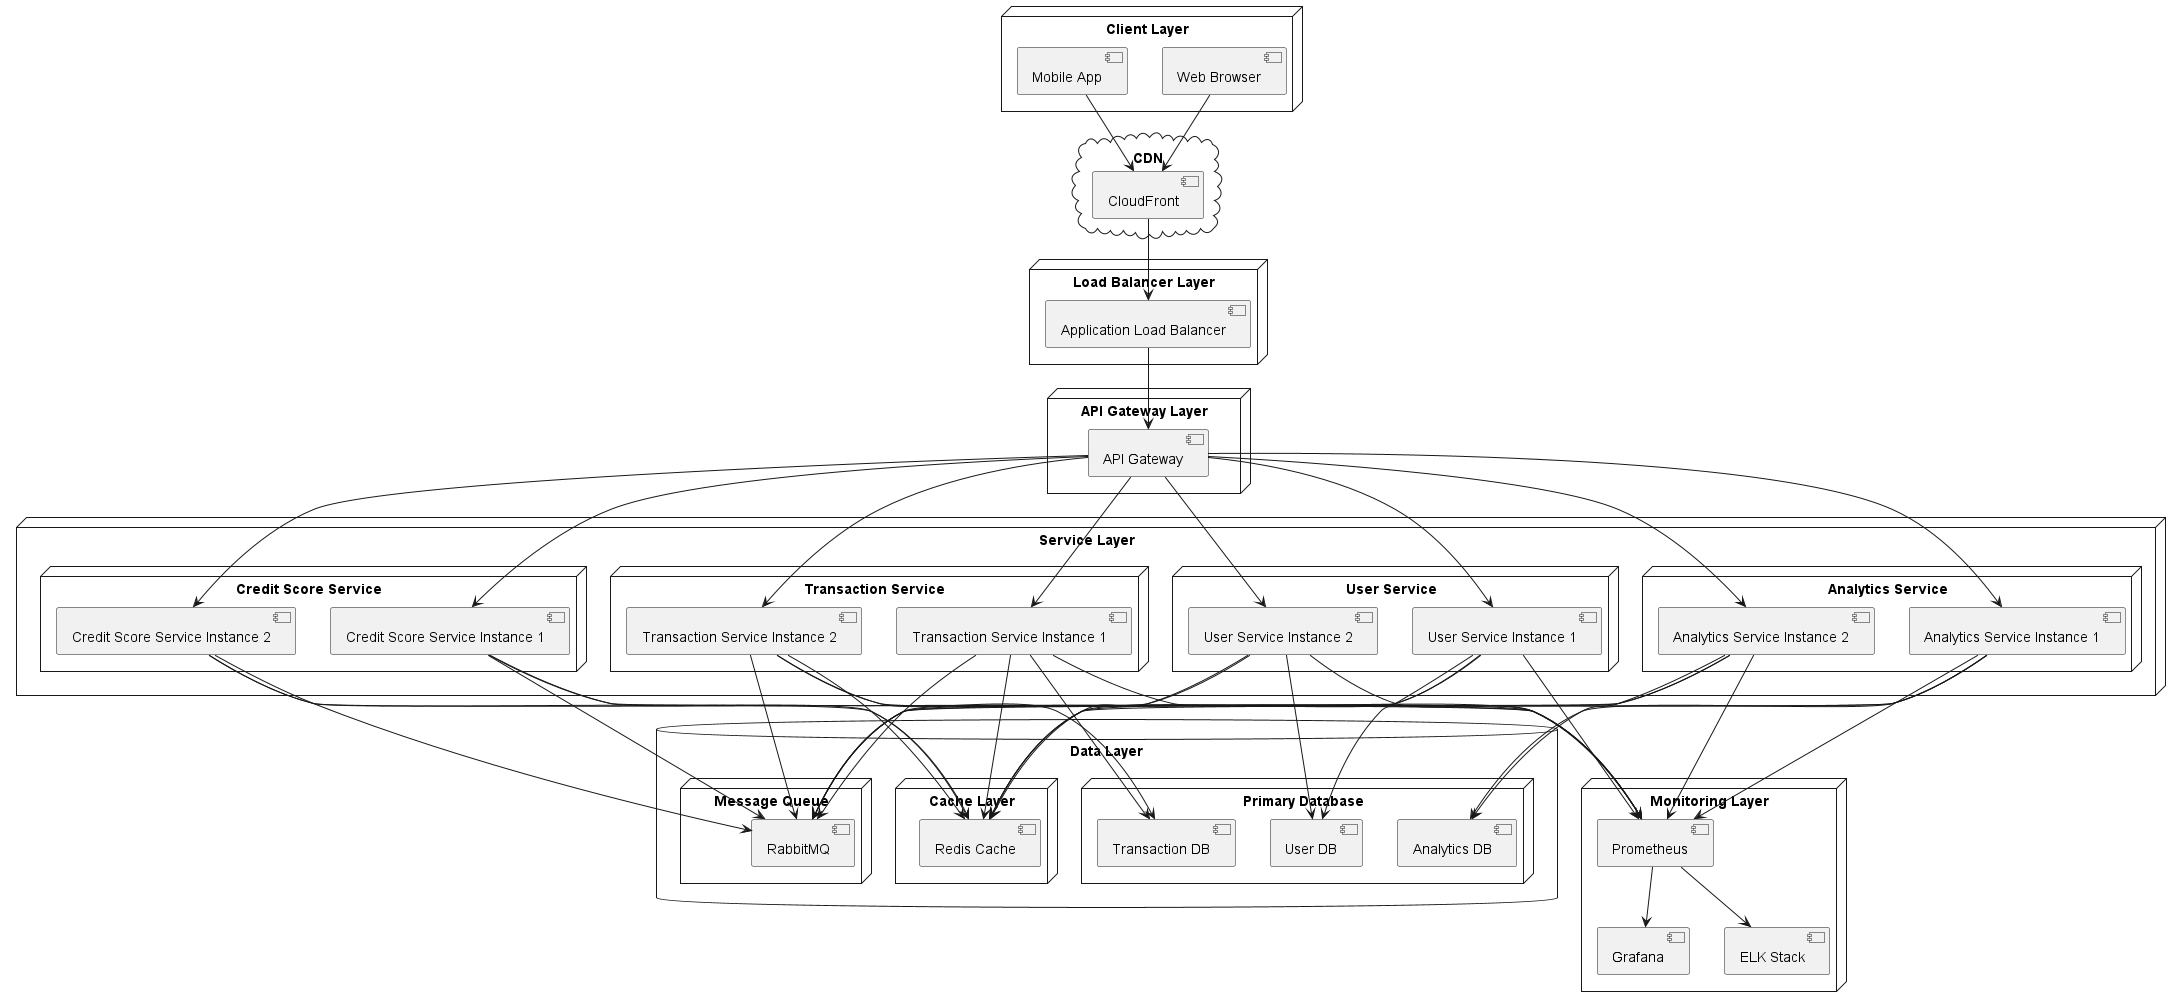 Client Layer
Mobile App
Web Browser
CDN
CloudFront
Load Balancer Layer
Application Load Balancer
API Gateway Layer
API Gateway
Service Layer
Credit Score Service
Transaction Service
User Service
Analytics Service
Credit Score Service Instance 2
Credit Score Service Instance 1
Transaction Service Instance 2
Transaction Service Instance 1
User Service Instance 2
User Service Instance 1
Analytics Service Instance 2
Analytics Service Instance 1
Data Layer
Message Queue
Cache Layer
Primary Database
Monitoring Layer
RabbitMQ
Redis Cache
Transaction DB
User DB
Analytics DB
Prometheus
Grafana
ELK Stack